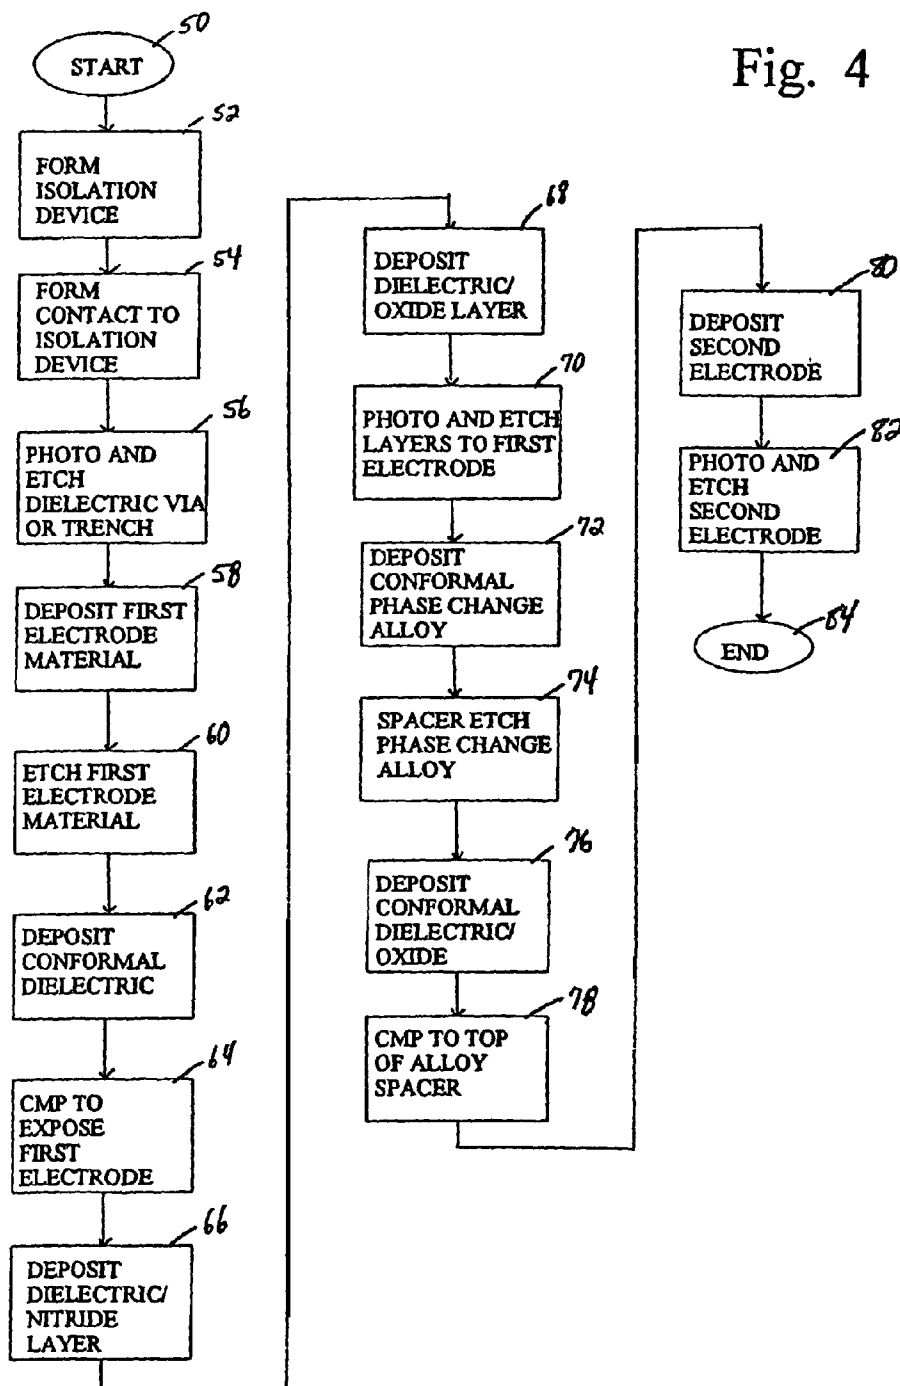 Fig. 4
50
START
52
FORM
ISOLATION
DEVICE
54
FORM
CONTACT TO
ISOLATION
DEVICE
56
PHOTO AND
ETCH
DIELECTRIC VIA
OR TRENCH
58
DEPOSIT FIRST
ELECTRODE
MATERIAL
60
ETCH FIRST
ELECTRODE
MATERIAL
62
DEPOSIT
CONFORMAL
DIELECTRIC
64
CMP TO
EXPOSE
FIRST
ELECTRODE
66
DEPOSIT
DIELECTRIC/
NITRIDE
LAYER
68
DEPOSIT
DIELECTRIC/
OXIDE LAYER
70
PHOTO AND ETCH
LAYERS TO FIRST
ELECTRODE
72
DEPOSIT
CONFORMAL
PHASE CHANGE
ALLOY
74
SPACER ETCH
PHASE CHANGE
ALLOY
76
DEPOSIT
CONFORMAL
DIELECTRIC/
OXIDE
78
CMP TO TOP
OF ALLOY
SPACER
80
DEPOSIT
SECOND
ELECTRODE
82
PHOTO AND
ETCH
SECOND
ELECTRODE
84
END